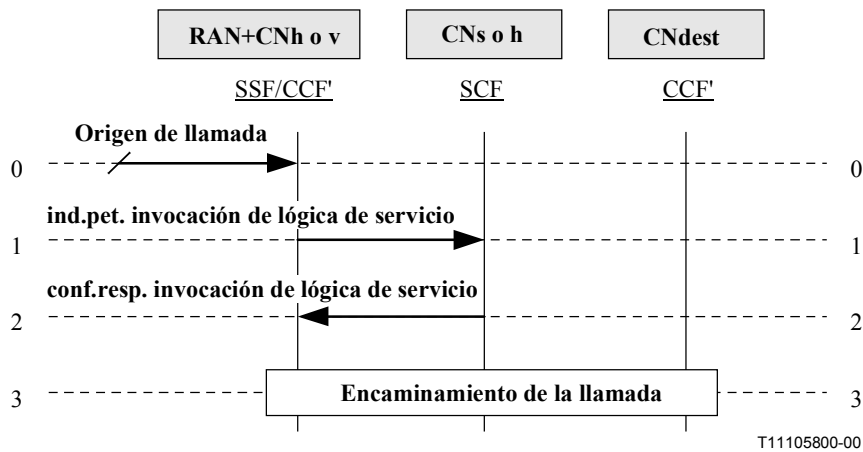 RAN+CNh o v CNs o h CNdest
SSF/CCF' SCF CCF'
Origen de llamada
0 0
ind.pet. invocación de lógica de servicio
1 1
conf.resp. invocación de lógica de servicio
2 2
3 Encaminamiento de la llamada 3
T11105800-00